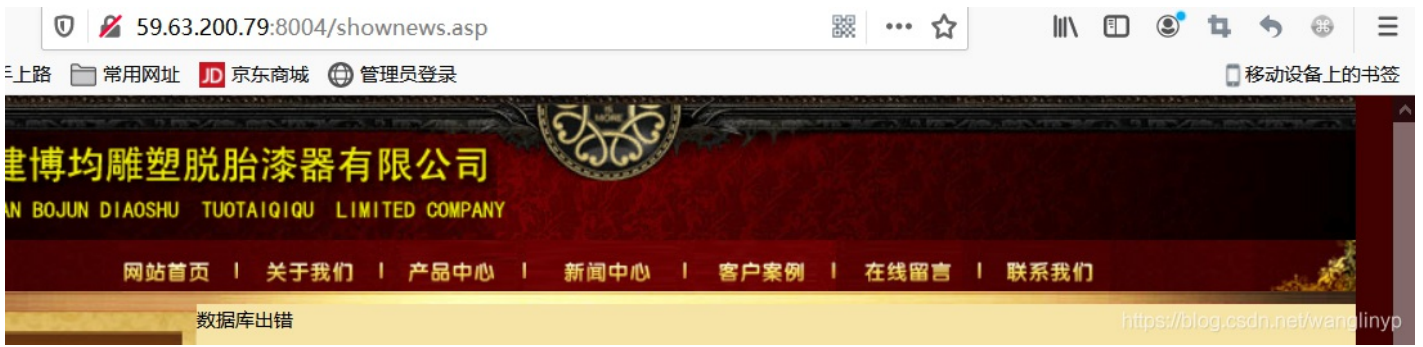 59.63.200.79:8004/shownews.asp
上路 常用网址 JD 京东商城 管理员登录 移动设备上的书签
MORE
建博均雕塑脱胎漆器有限公司
AN BOJUN DIAOSHU TUOTAIQIQU LIMITED COMPANY
网站首页 | 关于我们 | 产品中心 | 新闻中心 | 客户案例 | 在线留言 | 联系我们
数据库出错
https://blog.csdn.net/wanglinyp